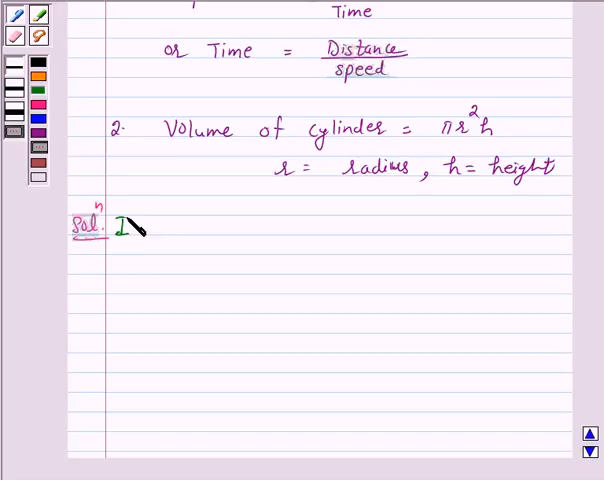 Time
or Time = Distance
speed
2. Volume of cylinder = πr²h
r = radius, h = height
Solⁿ. I